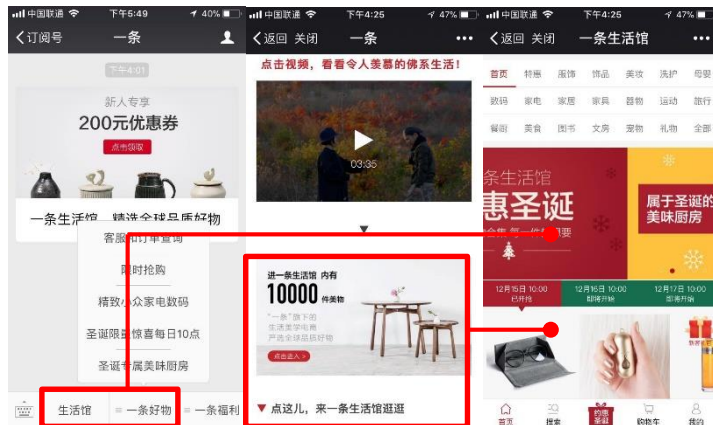 中国联通 下午5:49 40%
订阅号 一条
下午4:01
新人专享
200元优惠券
点击领取
一条生活馆 精选全球品质好物
客服和订单查询
限时抢购
精致小众家电数码
圣诞限量惊喜每日10点
圣诞专属美味厨房
生活馆 一条好物 一条福利
中国联通 下午4:25 47%
返回 关闭 一条
点击视频，看看令人羡慕的佛系生活！
03:35
进一条生活馆 内有
10000 件美物
“一条”旗下的
生活美学电商
严选全球品质好物
点击进入 >
点这儿，来一条生活馆逛逛
中国联通 下午4:25 47%
返回 关闭 一条生活馆
首页 特惠 服饰 饰品 美妆 洗护 母婴
数码 家电 家居 家具 器物 运动 旅行
餐厨 美食 图书 文房 宠物 礼物 全部
条生活馆
惠圣诞
属于圣诞的
美味厨房
12月15日 10:00 12月16日 10:00 12月17日 10:00
已开抢 即将开始 即将开始
首页 搜索 约惠 购物车 我的
圣诞